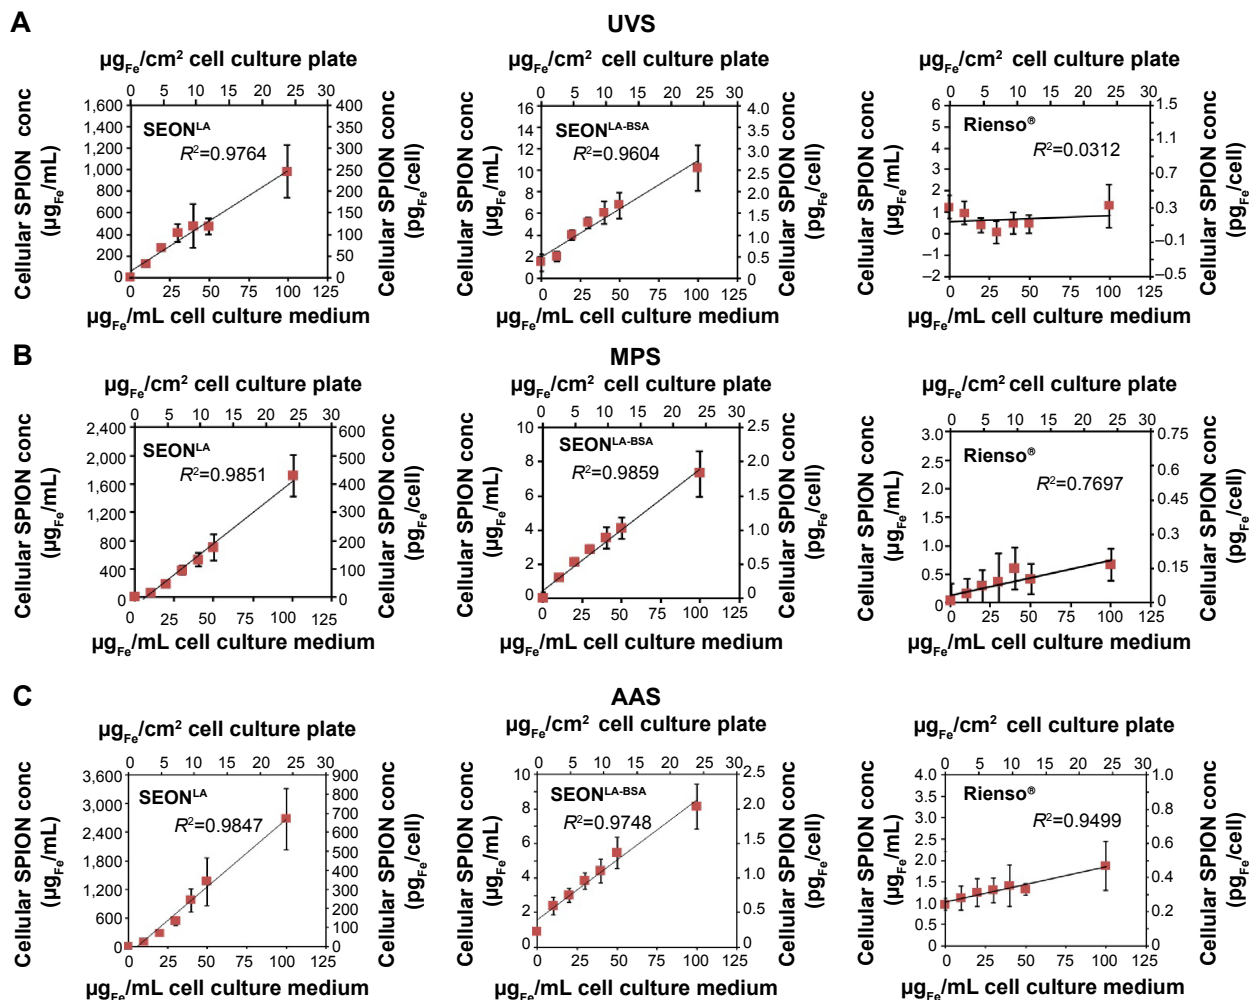 A
UVS
µgFe/cm² cell culture plate
0 5 10 15 20 25 30
1,600
1,400
1,200
1,000
800
600
400
200
0
400
350
300
250
200
150
100
50
0
SEONLA
R²=0.9764
Cellular SPION conc
(µgFe/mL)
Cellular SPION conc
(pgFe/cell)
0 25 50 75 100 125
µgFe/mL cell culture medium
µgFe/cm² cell culture plate
0 5 10 15 20 25 30
16
14
12
10
8
6
4
2
0
4.0
3.5
3.0
2.5
2.0
1.5
1.0
0.5
0
SEONLA-BSA
R²=0.9604
Cellular SPION conc
(µgFe/mL)
Cellular SPION conc
(pgFe/cell)
0 20 40 60 80 100 120
µgFe/mL cell culture medium
µgFe/cm² cell culture plate
0 5 10 15 20 25 30
6
5
4
3
2
1
0
–1
–2
1.5
1.1
0.7
0.3
–0.1
–0.5
Rienso®
R²=0.0312
Cellular SPION conc
(µgFe/mL)
Cellular SPION conc
(pgFe/cell)
0 25 50 75 100 125
µgFe/mL cell culture medium
B
MPS
µgFe/cm² cell culture plate
0 5 10 15 20 25 30
2,400
2,000
1,600
1,200
800
400
0
600
500
400
300
200
100
0
SEONLA
R²=0.9851
Cellular SPION conc
(µgFe/mL)
Cellular SPION conc
(pgFe/cell)
0 25 50 75 100 125
µgFe/mL cell culture medium
µgFe/cm² cell culture plate
0 5 10 15 20 25 30
10
8
6
4
2
0
2.5
2.0
1.5
1.0
0.5
0
SEONLA-BSA
R²=0.9859
Cellular SPION conc
(µgFe/mL)
Cellular SPION conc
(pgFe/cell)
0 25 50 75 100 125
µgFe/mL cell culture medium
µgFe/cm² cell culture plate
0 5 10 15 20 25 30
3.0
2.5
2.0
1.5
1.0
0.5
0
0.75
0.6
0.45
0.3
0.15
0
Rienso®
R²=0.7697
Cellular SPION conc
(µgFe/mL)
Cellular SPION conc
(pgFe/cell)
0 25 50 75 100 125
µgFe/mL cell culture medium
C
AAS
µgFe/cm² cell culture plate
0 5 10 15 20 25 30
3,600
3,000
2,400
1,800
1,200
600
0
900
800
700
600
500
400
300
200
100
0
SEONLA
R²=0.9847
Cellular SPION conc
(µgFe/mL)
Cellular SPION conc
(pgFe/cell)
0 25 50 75 100 125
µgFe/mL cell culture medium
µgFe/cm² cell culture plate
0 5 10 15 20 25 30
10
8
6
4
2
0
2.5
2.0
1.5
1.0
0.5
0
SEONLA-BSA
R²=0.9748
Cellular SPION conc
(µgFe/mL)
Cellular SPION conc
(pgFe/cell)
0 25 50 75 100 125
µgFe/mL cell culture medium
µgFe/cm² cell culture plate
0 5 10 15 20 25 30
4.0
3.5
3.0
2.5
2.0
1.5
1.0
0.5
0
1.0
0.8
0.6
0.4
0.2
0
Rienso®
R²=0.9499
Cellular SPION conc
(µgFe/mL)
Cellular SPION conc
(pgFe/cell)
0 25 50 75 100 125
µgFe/mL cell culture medium